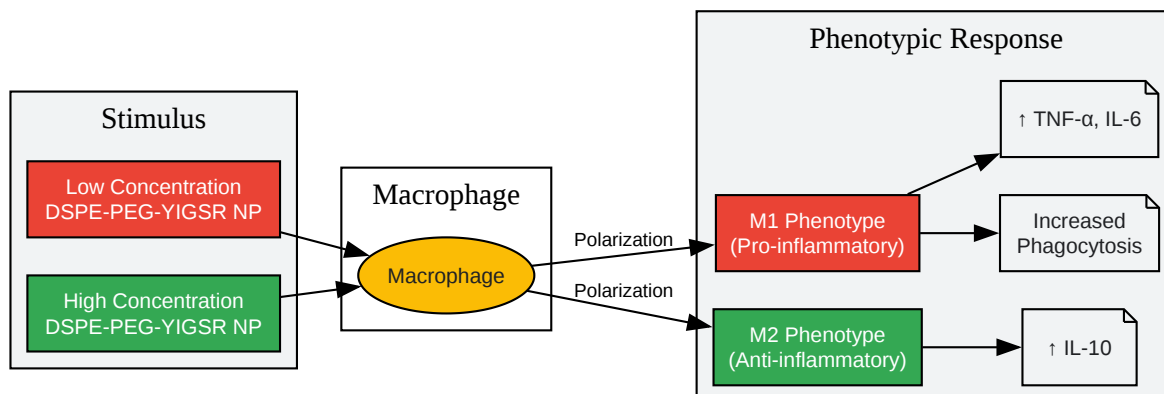 Stimulus
Low Concentration
DSPE-PEG-YIGSR NP
High Concentration
DSPE-PEG-YIGSR NP
Macrophage
Macrophage
Polarization
Polarization
Phenotypic Response
M1 Phenotype
(Pro-inflammatory)
M2 Phenotype
(Anti-inflammatory)
↑ TNF-α, IL-6
Increased
Phagocytosis
↑ IL-10